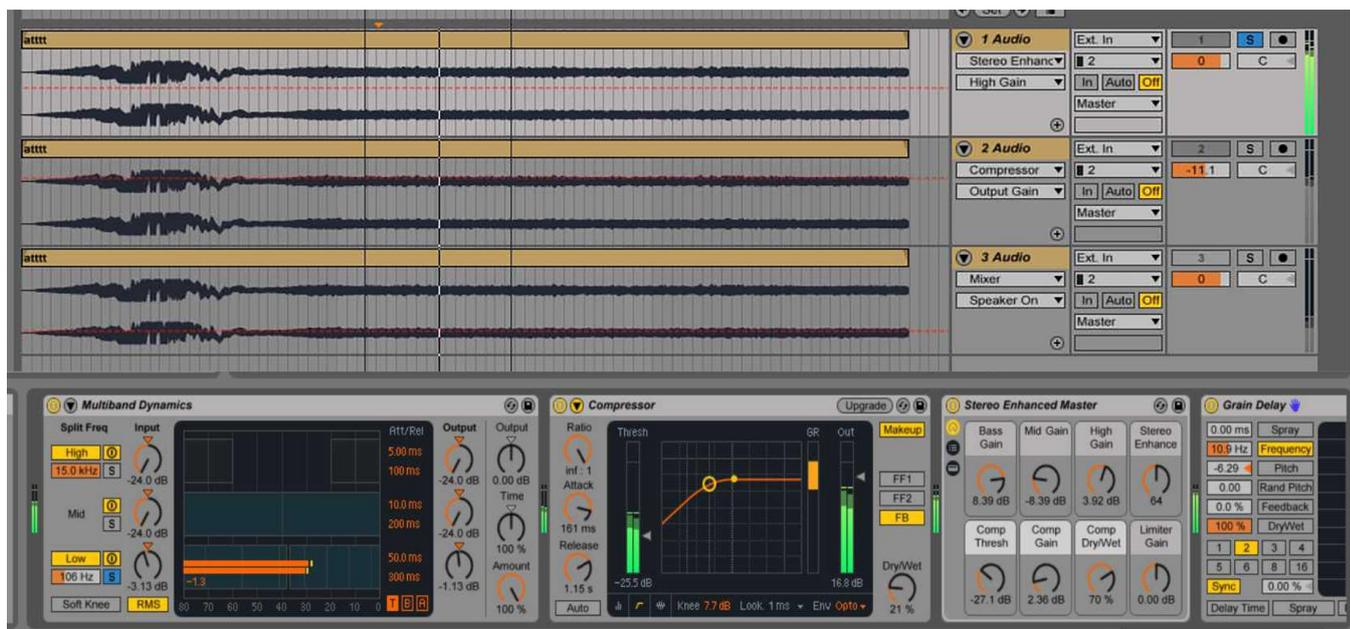 Set
atttt
1 Audio
Ext. In
1
S
Stereo Enhanc
2
0
C
High Gain
In Auto Off
Master
atttt
2 Audio
Ext. In
2
S
Compressor
2
-11.1
C
Output Gain
In Auto Off
Master
atttt
3 Audio
Ext. In
3
S
Mixer
2
0
C
Speaker On
In Auto Off
Master
Multiband Dynamics
Split Freq
Input
Att/Rel
Output
Output
High
15.0 kHz
S
-24.0 dB
5.00 ms
100 ms
-24.0 dB
0.00 dB
Time
Mid
S
-24.0 dB
10.0 ms
200 ms
-24.0 dB
100 %
Low
106 Hz
S
-3.13 dB
-1.3
50.0 ms
300 ms
-1.13 dB
Amount
100 %
Soft Knee
RMS
80 70 60 50 40 30 20 10 0
T B A
Compressor
Upgrade
Ratio
inf : 1
Attack
161 ms
Release
1.15 s
Auto
Thresh
GR
Out
-25.5 dB
16.8 dB
Knee 7.7 dB Look. 1 ms Env Opto
Makeup
FF1
FF2
FB
Dry/Wet
21 %
Stereo Enhanced Master
Bass Gain
Mid Gain
High Gain
Stereo Enhance
8.39 dB
-8.39 dB
3.92 dB
64
Comp Thresh
Comp Gain
Comp Dry/Wet
Limiter Gain
-27.1 dB
2.36 dB
70 %
0.00 dB
Grain Delay
0.00 ms Spray
10.9 Hz Frequency
-6.29 Pitch
0.00 Rand Pitch
0.0 % Feedback
100 % DryWet
1 2 3 4
5 6 8 16
Sync 0.00 %
Delay Time Spray